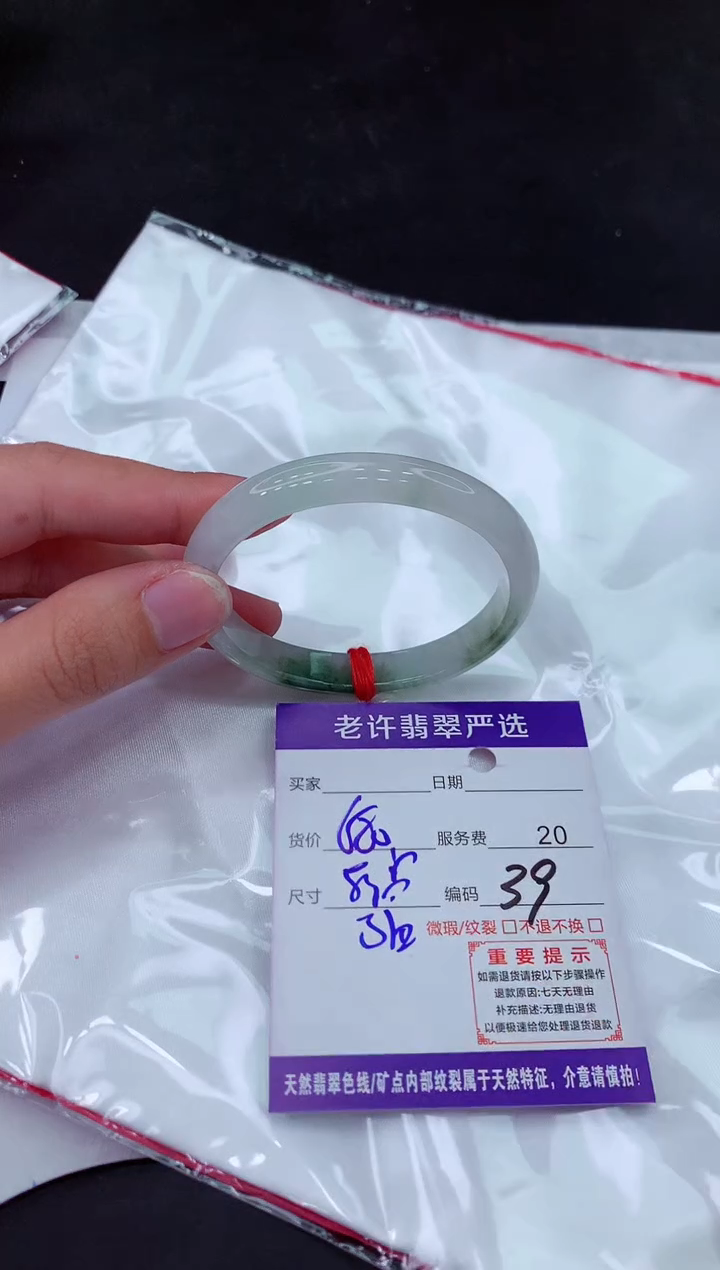 老许翡翠严选
买家 日期
货价 服务费 20
尺寸 编码 39
微瑕/纹裂 □ 不退不换 □
重要提示
如需退货请按以下步骤操作
退款原因:七天无理由
补充描述:无理由退货
以便极速给您处理退货退款
天然翡翠色线/矿点内部纹裂属于天然特征，介意请慎拍！